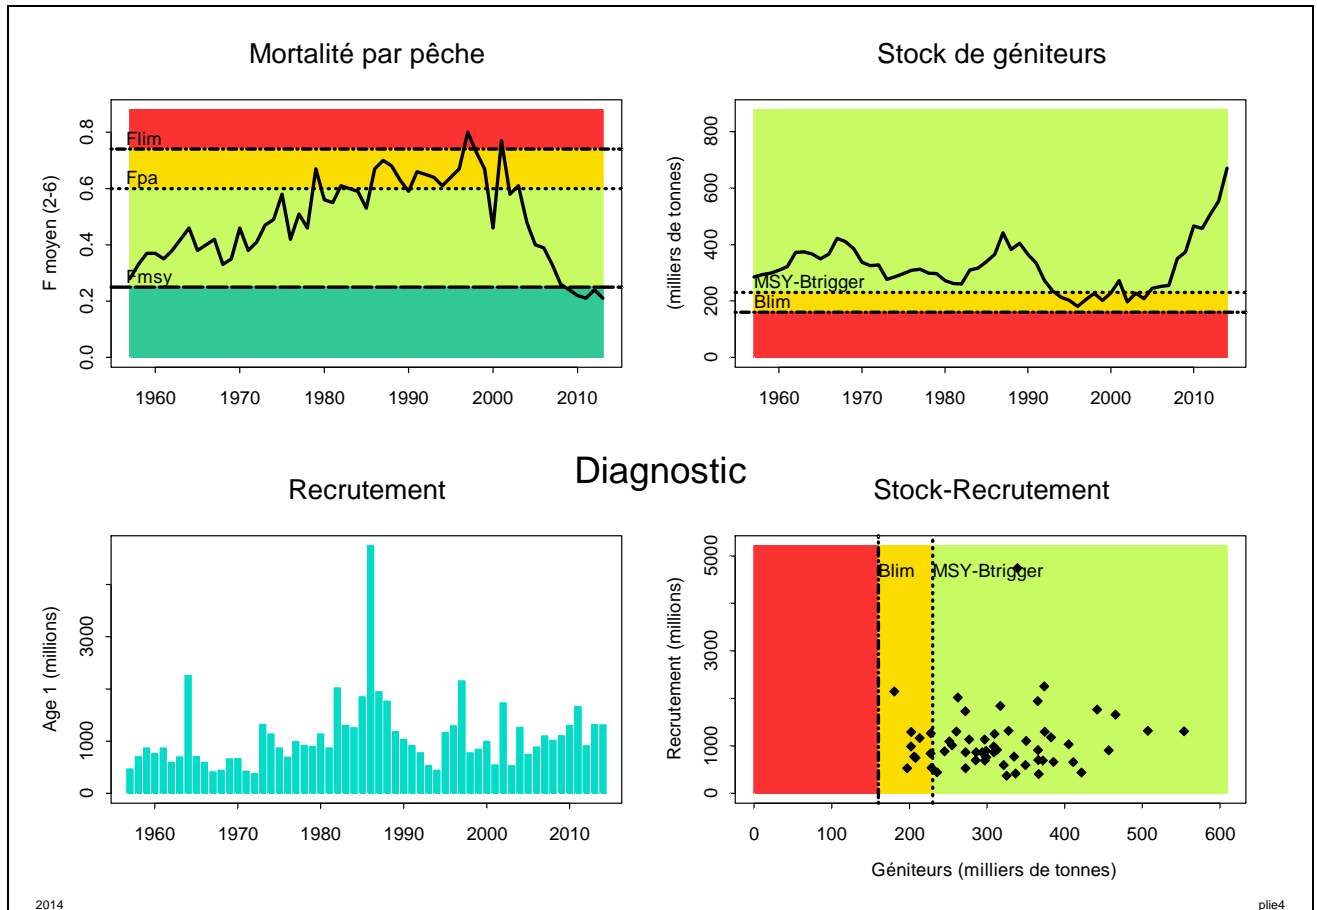 Mortalité par pêche
F moyen (2-6)
0.0 0.2 0.4 0.6 0.8
Flim
Fpa
Fmsy
1960 1970 1980 1990 2000 2010
Stock de géniteurs
(milliers de tonnes)
0 200 400 600 800
MSY-Btrigger
Blim
1960 1970 1980 1990 2000 2010
Diagnostic
Recrutement
Age 1 (millions)
0 1000 3000
1960 1970 1980 1990 2000 2010
Stock-Recrutement
Recrutement (millions)
0 1000 3000 5000
Blim MSY-Btrigger
0 100 200 300 400 500 600
Géniteurs (milliers de tonnes)
2014
plie4